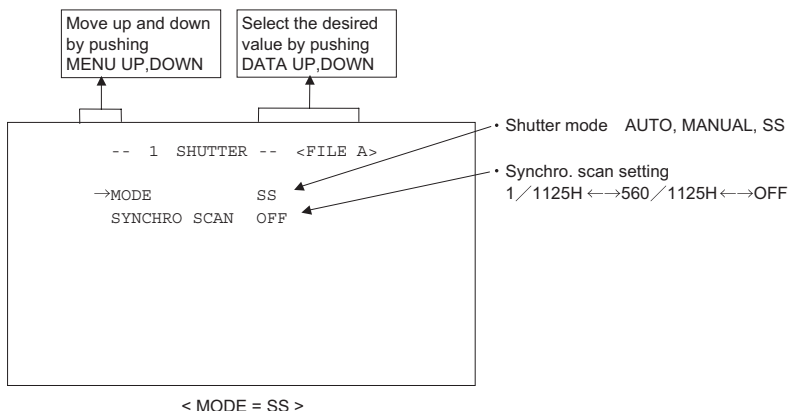 Move up and down
by pushing
MENU UP,DOWN
Select the desired
value by pushing
DATA UP,DOWN
-- 1 SHUTTER -- <FILE A>
→MODE SS
SYNCHRO SCAN OFF
・Shutter mode AUTO, MANUAL, SS
・Synchro. scan setting
1／1125H ←→560／1125H←→OFF
< MODE = SS >